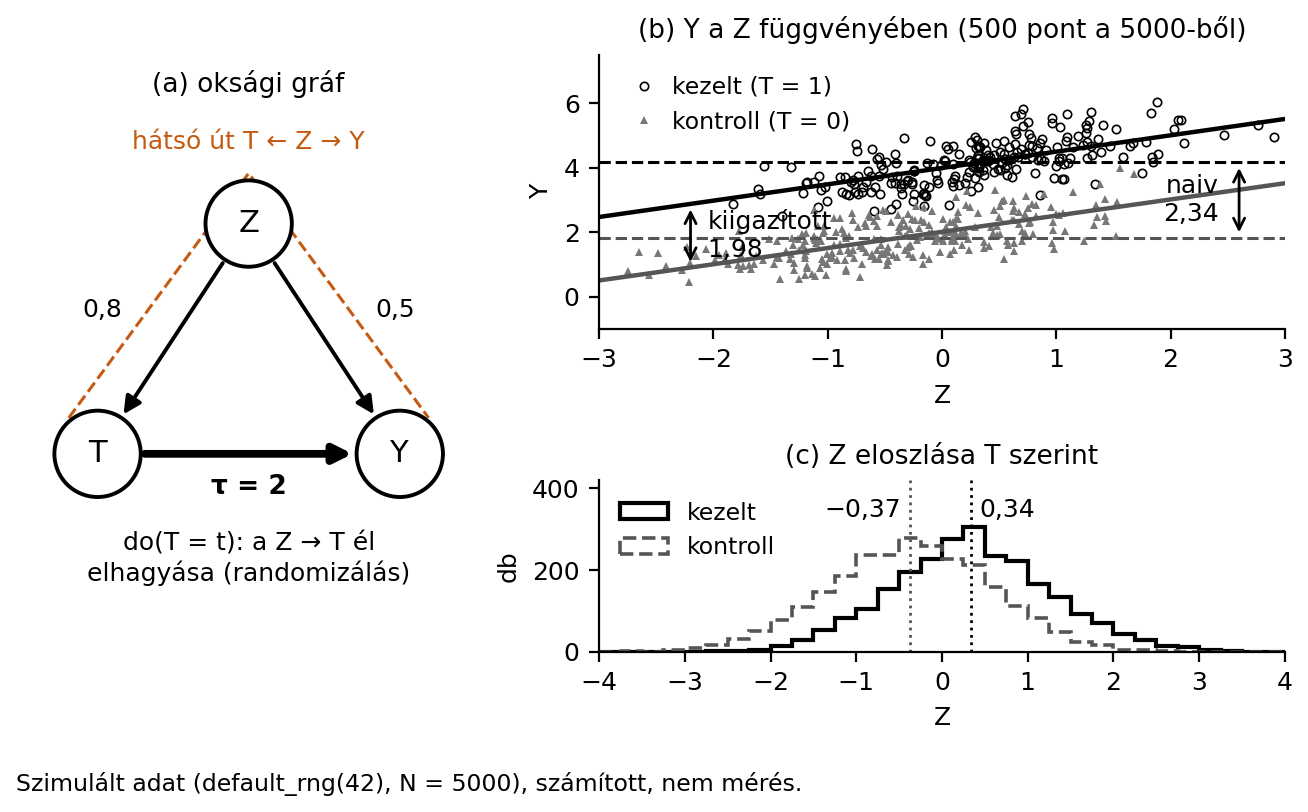 (a) oksági gráf
hátsó út T ← Z → Y
Z
0,8
0,5
T
Y
τ = 2
do(T = t): a Z → T él
elhagyása (randomizálás)
(b) Y a Z függvényében (500 pont a 5000-ből)
kezelt (T = 1)
kontroll (T = 0)
6
4
2
0
Y
kiigazított
1,98
naiv
2,34
−3
−2
−1
0
1
2
3
Z
(c) Z eloszlása T szerint
400
200
0
db
kezelt
kontroll
−0,37
0,34
−4
−3
−2
−1
0
1
2
3
4
Z
Szimulált adat (default_rng(42), N = 5000), számított, nem mérés.